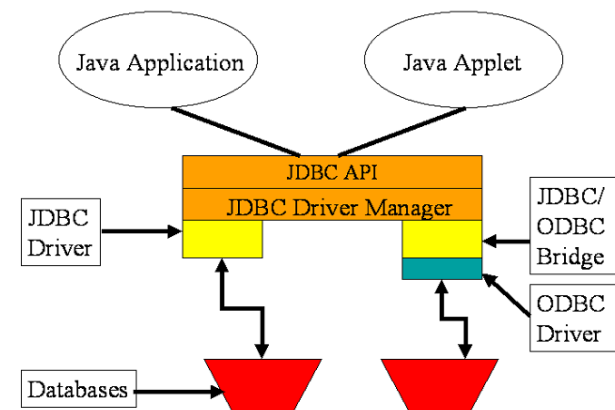 Java Application
Java Applet
JDBC API
JDBC Driver Manager
JDBC
Driver
JDBC/
ODBC
Bridge
ODBC
Driver
Databases